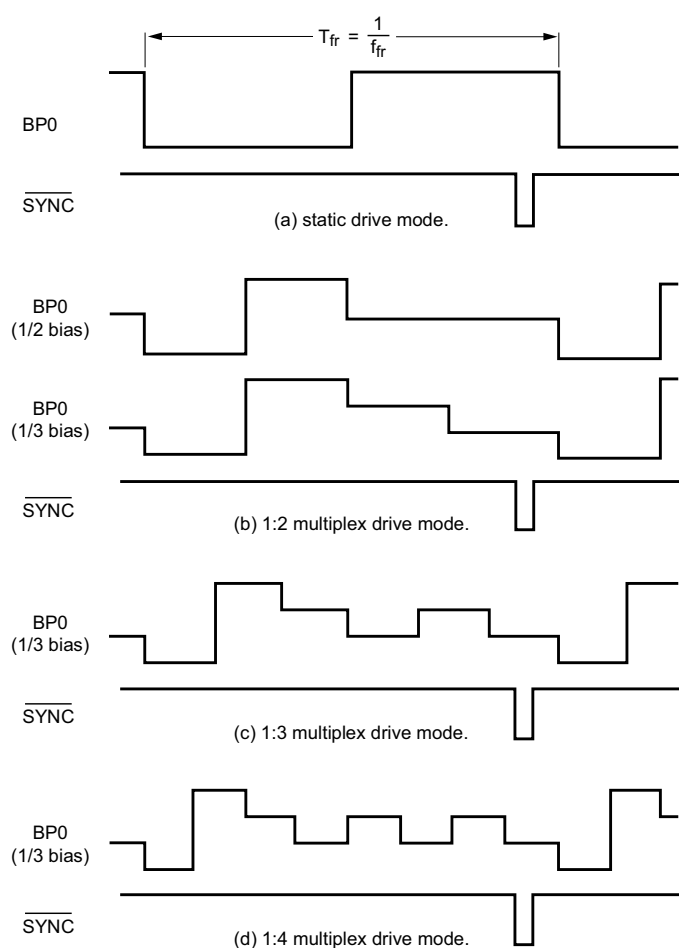 T_fr = 1/f_fr
BP0
SYNC
(a) static drive mode.
BP0
(1/2 bias)
BP0
(1/3 bias)
SYNC
(b) 1:2 multiplex drive mode.
BP0
(1/3 bias)
SYNC
(c) 1:3 multiplex drive mode.
BP0
(1/3 bias)
SYNC
(d) 1:4 multiplex drive mode.